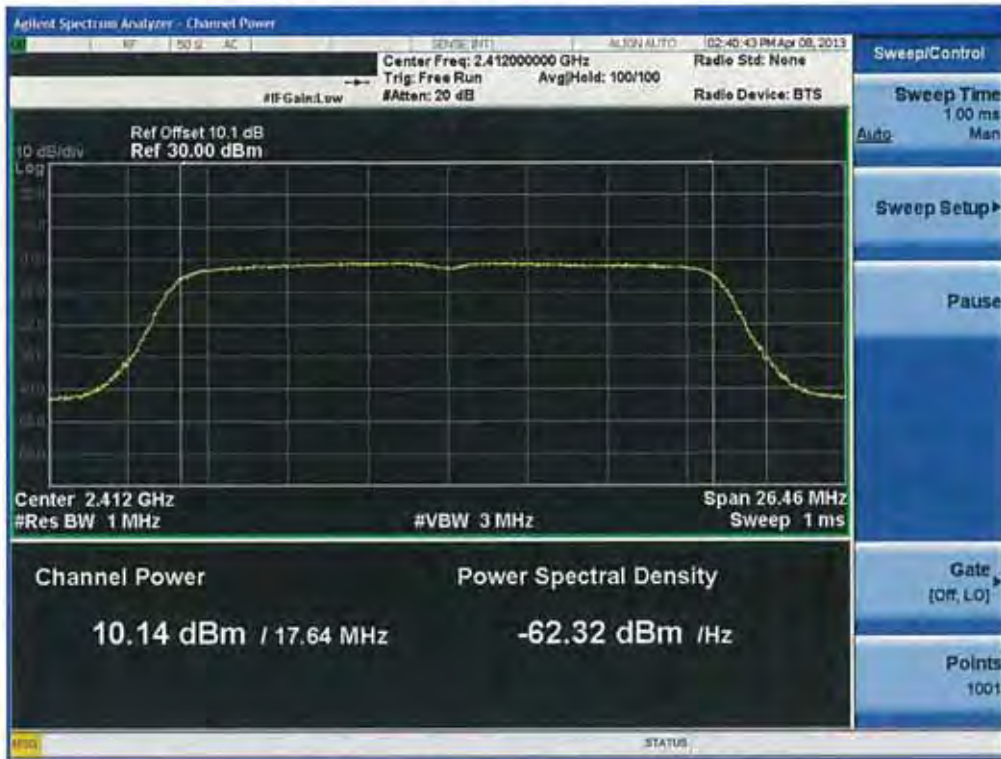 Agilent Spectrum Analyzer - Channel Power
RF 50 Ω AC SENSE:INT ALIGN AUTO 02:40:43 PM Apr 08, 2013
Center Freq: 2.412000000 GHz Radio Std: None
Trig: Free Run Avg|Hold: 100/100
#IFGain:Low #Atten: 20 dB Radio Device: BTS
Ref Offset 10.1 dB
10 dB/div Ref 30.00 dBm
Log
Center 2.412 GHz Span 26.46 MHz
#Res BW 1 MHz #VBW 3 MHz Sweep 1 ms
Channel Power Power Spectral Density
10.14 dBm / 17.64 MHz -62.32 dBm /Hz
MSG STATUS
Sweep/Control
Sweep Time
1.00 ms
Auto Man
Sweep Setup
Pause
Gate
[Off, LO]
Points
1001